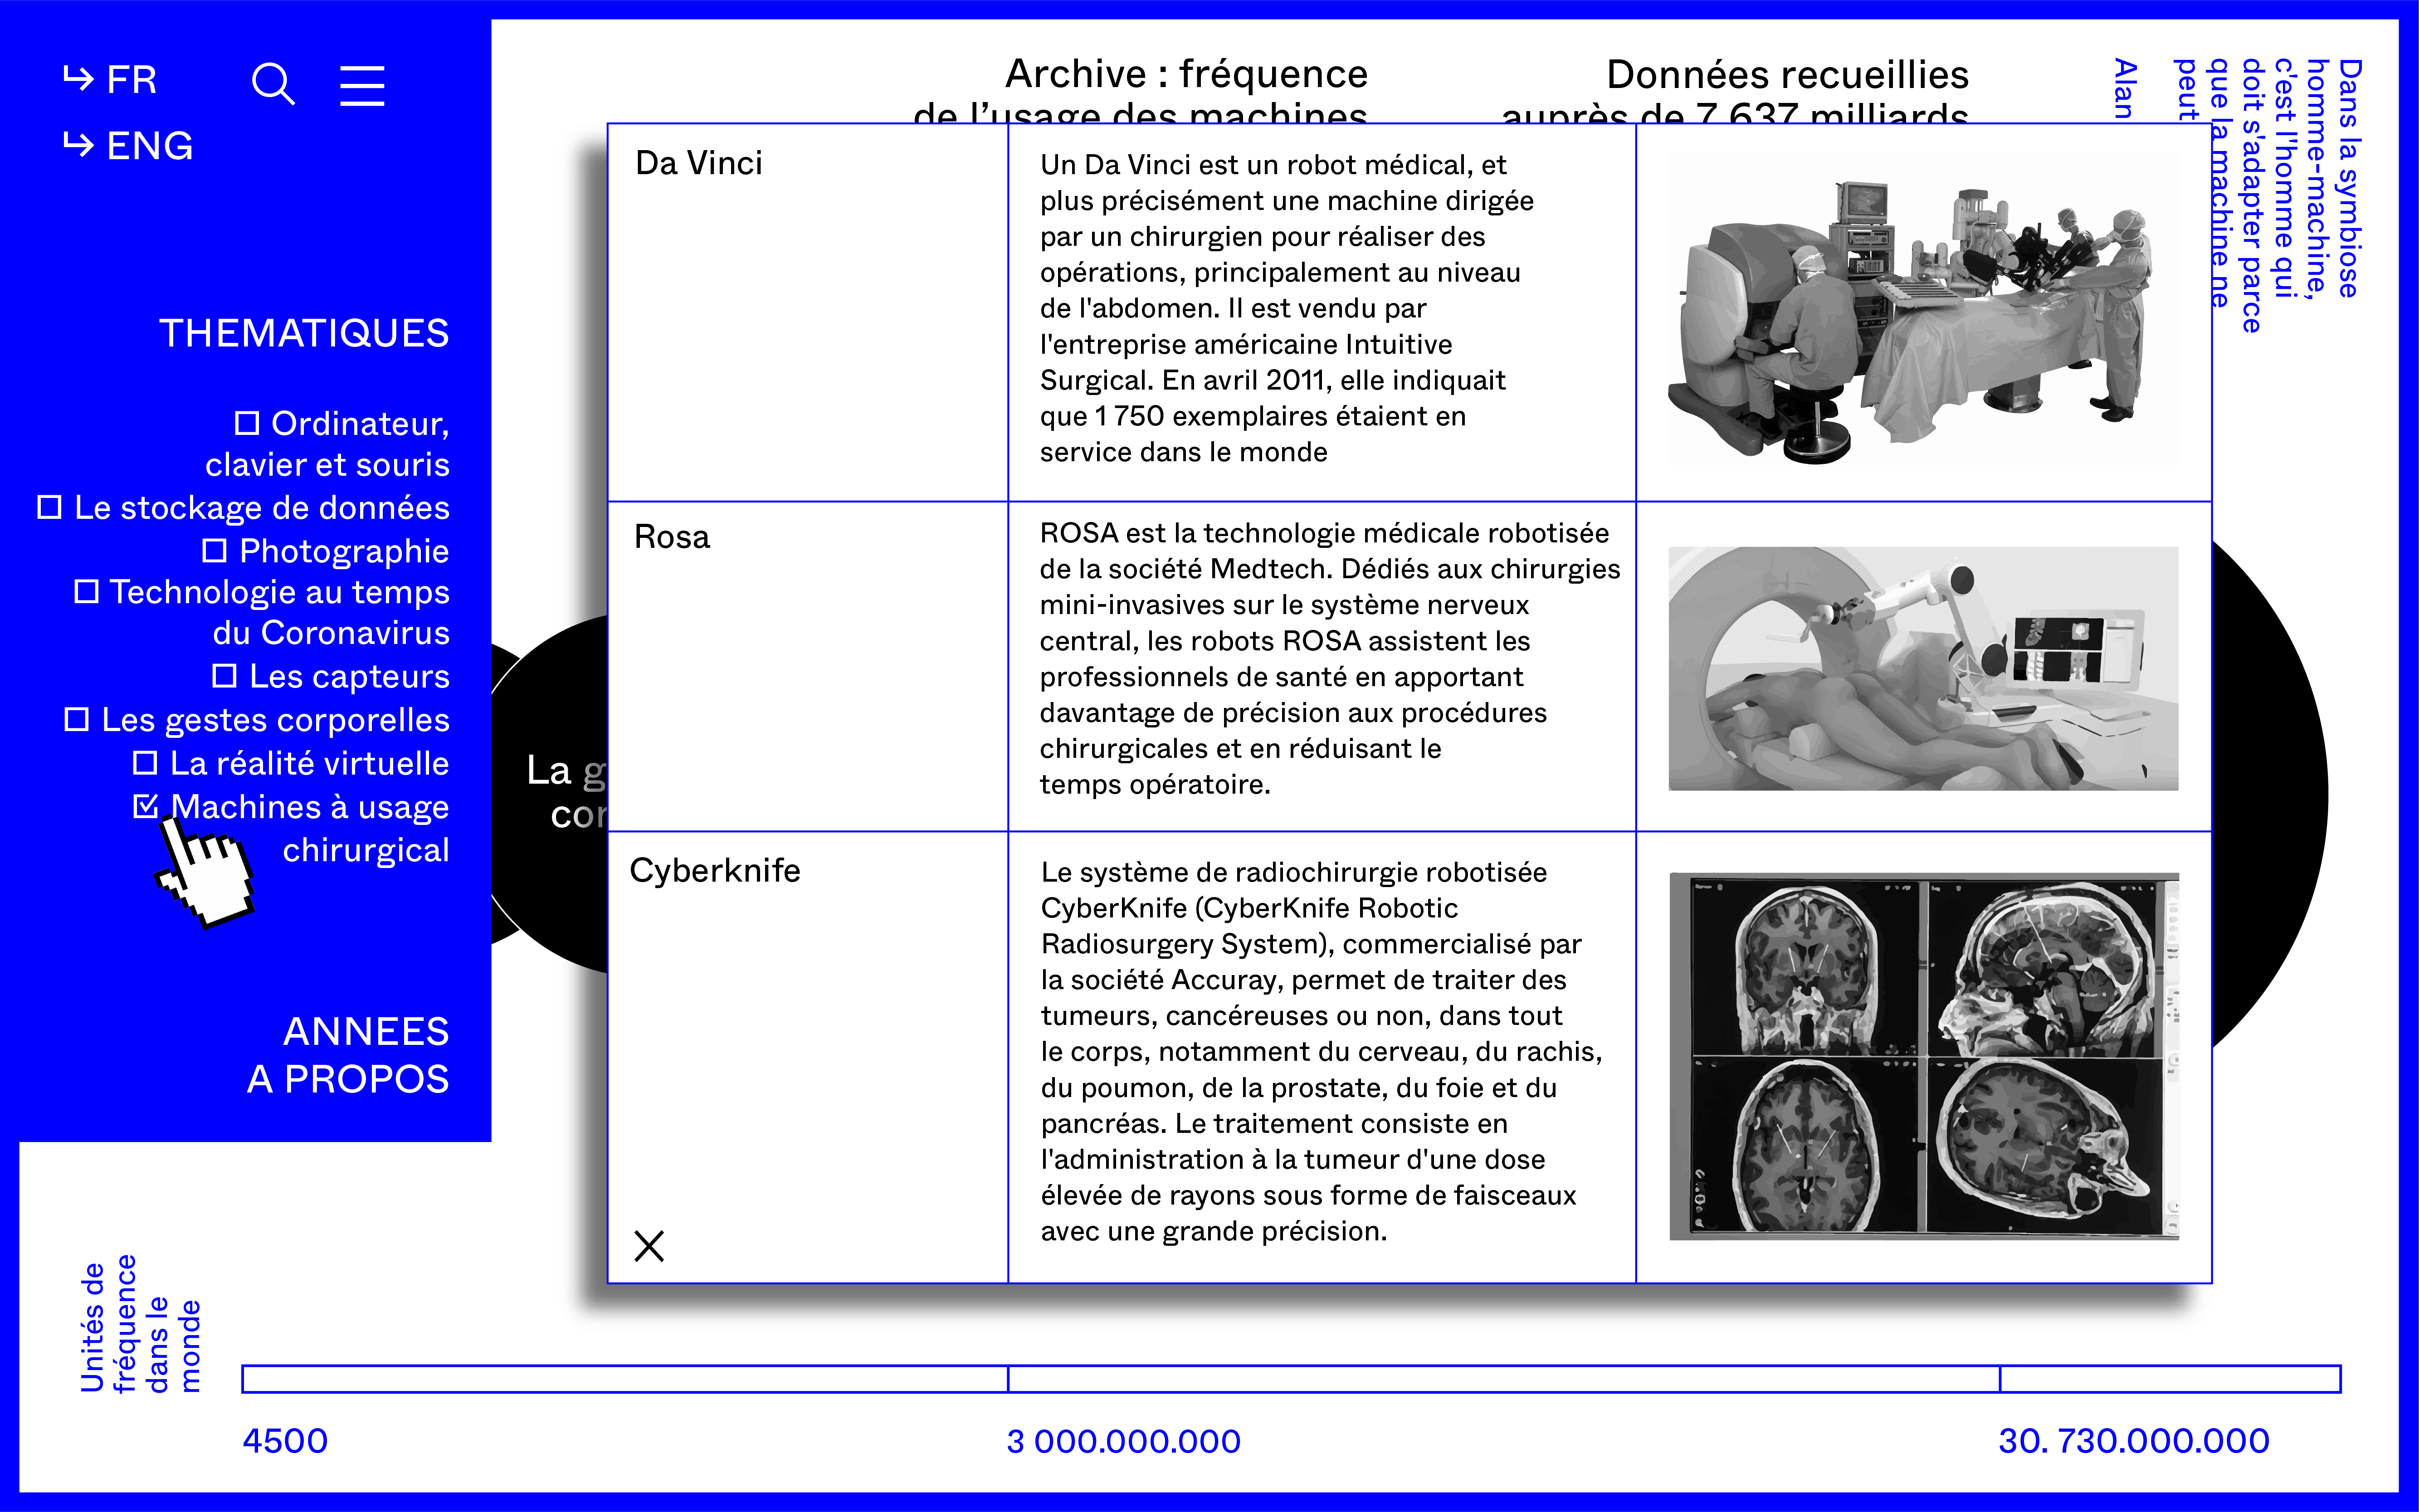 FR
ENG
THEMATIQUES
Ordinateur,
clavier et souris
Le stockage de données
Photographie
Technologie au temps
du Coronavirus
Les capteurs
Les gestes corporelles
La réalité virtuelle
Machines à usage
chirurgical
ANNEES
A PROPOS
Archive : fréquence
de l’usage des machines
Données recueillies
auprès de 7 637 milliards
Dans la symbiose
homme-machine,
c'est l'homme qui
doit s'adapter parce
que la machine ne
peut
Alan
La
Da Vinci
Un Da Vinci est un robot médical, et
plus précisément une machine dirigée
par un chirurgien pour réaliser des
opérations, principalement au niveau
de l'abdomen. Il est vendu par
l'entreprise américaine Intuitive
Surgical. En avril 2011, elle indiquait
que 1 750 exemplaires étaient en
service dans le monde
Rosa
ROSA est la technologie médicale robotisée
de la société Medtech. Dédiés aux chirurgies
mini-invasives sur le système nerveux
central, les robots ROSA assistent les
professionnels de santé en apportant
davantage de précision aux procédures
chirurgicales et en réduisant le
temps opératoire.
Cyberknife
Le système de radiochirurgie robotisée
CyberKnife (CyberKnife Robotic
Radiosurgery System), commercialisé par
la société Accuray, permet de traiter des
tumeurs, cancéreuses ou non, dans tout
le corps, notamment du cerveau, du rachis,
du poumon, de la prostate, du foie et du
pancréas. Le traitement consiste en
l'administration à la tumeur d'une dose
élevée de rayons sous forme de faisceaux
avec une grande précision.
Unités de
fréquence
dans le
monde
4500
3 000.000.000
30. 730.000.000